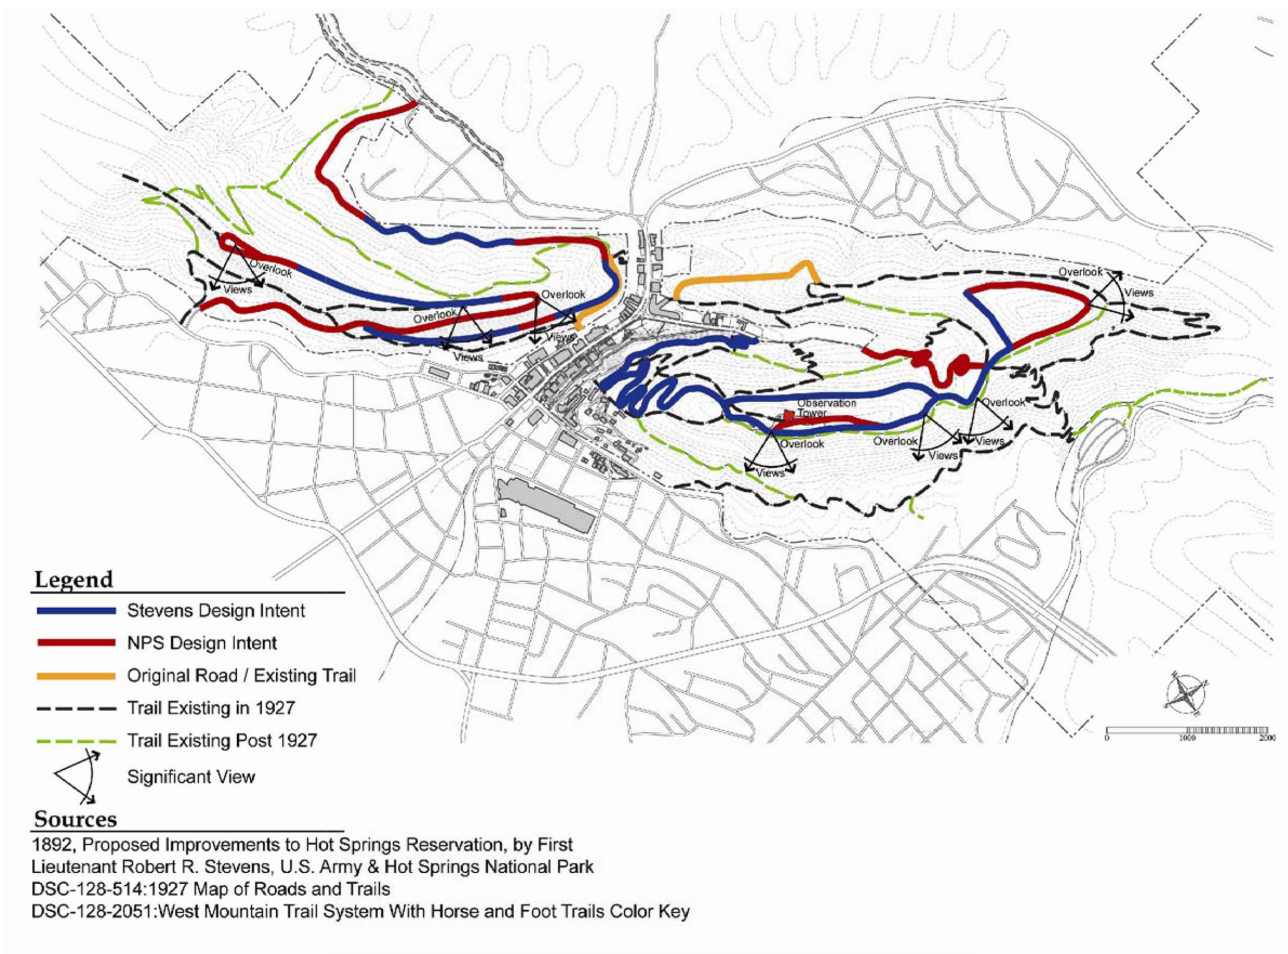 Overlook
Views
Overlook
Views
Overlook
Views
Overlook
Views
Observation
Tower
Overlook
Views
Overlook
Views
Overlook
Views
Legend
Stevens Design Intent
NPS Design Intent
Original Road / Existing Trail
Trail Existing in 1927
Trail Existing Post 1927
Significant View
0 1000 2000
Sources
1892, Proposed Improvements to Hot Springs Reservation, by First
Lieutenant Robert R. Stevens, U.S. Army & Hot Springs National Park
DSC-128-514:1927 Map of Roads and Trails
DSC-128-2051:West Mountain Trail System With Horse and Foot Trails Color Key